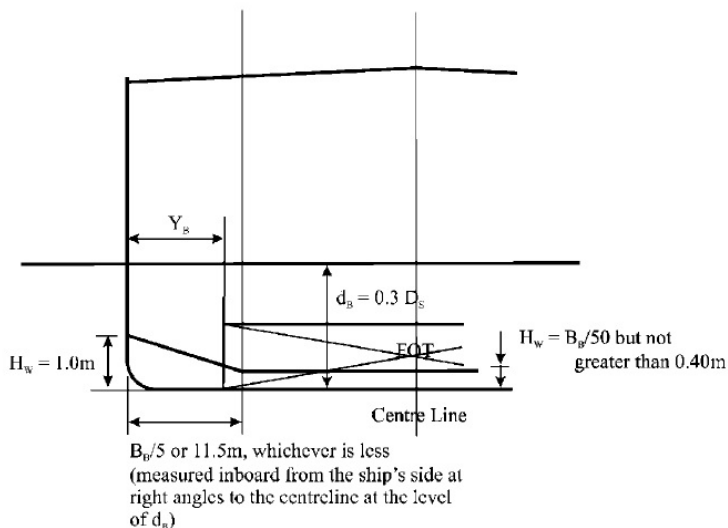 Y_B
d_B = 0.3 D_S
FOT
H_W = B_B/50 but not
greater than 0.40m
H_W = 1.0m
Centre Line
B_B/5 or 11.5m, whichever is less
(measured inboard from the ship's side at
right angles to the centreline at the level
of d_B)